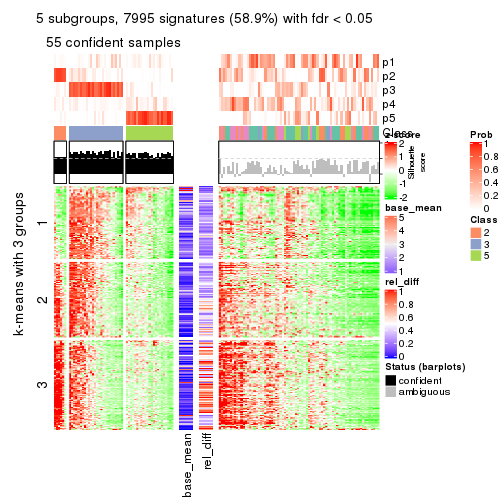 5 subgroups, 7995 signatures (58.9%) with fdr < 0.05
55 confident samples
p1
p2
p3
p4
p5
Class
Silhouette
score
k-means with 3 groups
1
2
3
base_mean
rel_diff
z-score
2
1
0
-1
-2
base_mean
5
4
3
2
1
rel_diff
1
0.8
0.6
0.4
0.2
0
Status (barplots)
confident
ambiguous
Prob
1
0.8
0.6
0.4
0.2
0
Class
2
3
5